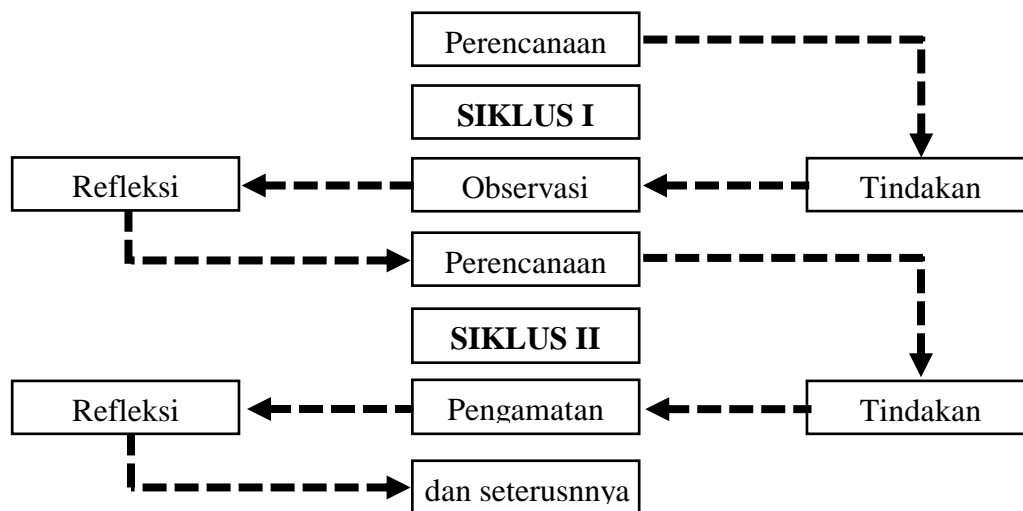 Perencanaan
SIKLUS I
Refleksi
Observasi
Tindakan
Perencanaan
SIKLUS II
Refleksi
Pengamatan
Tindakan
dan seterusnnya